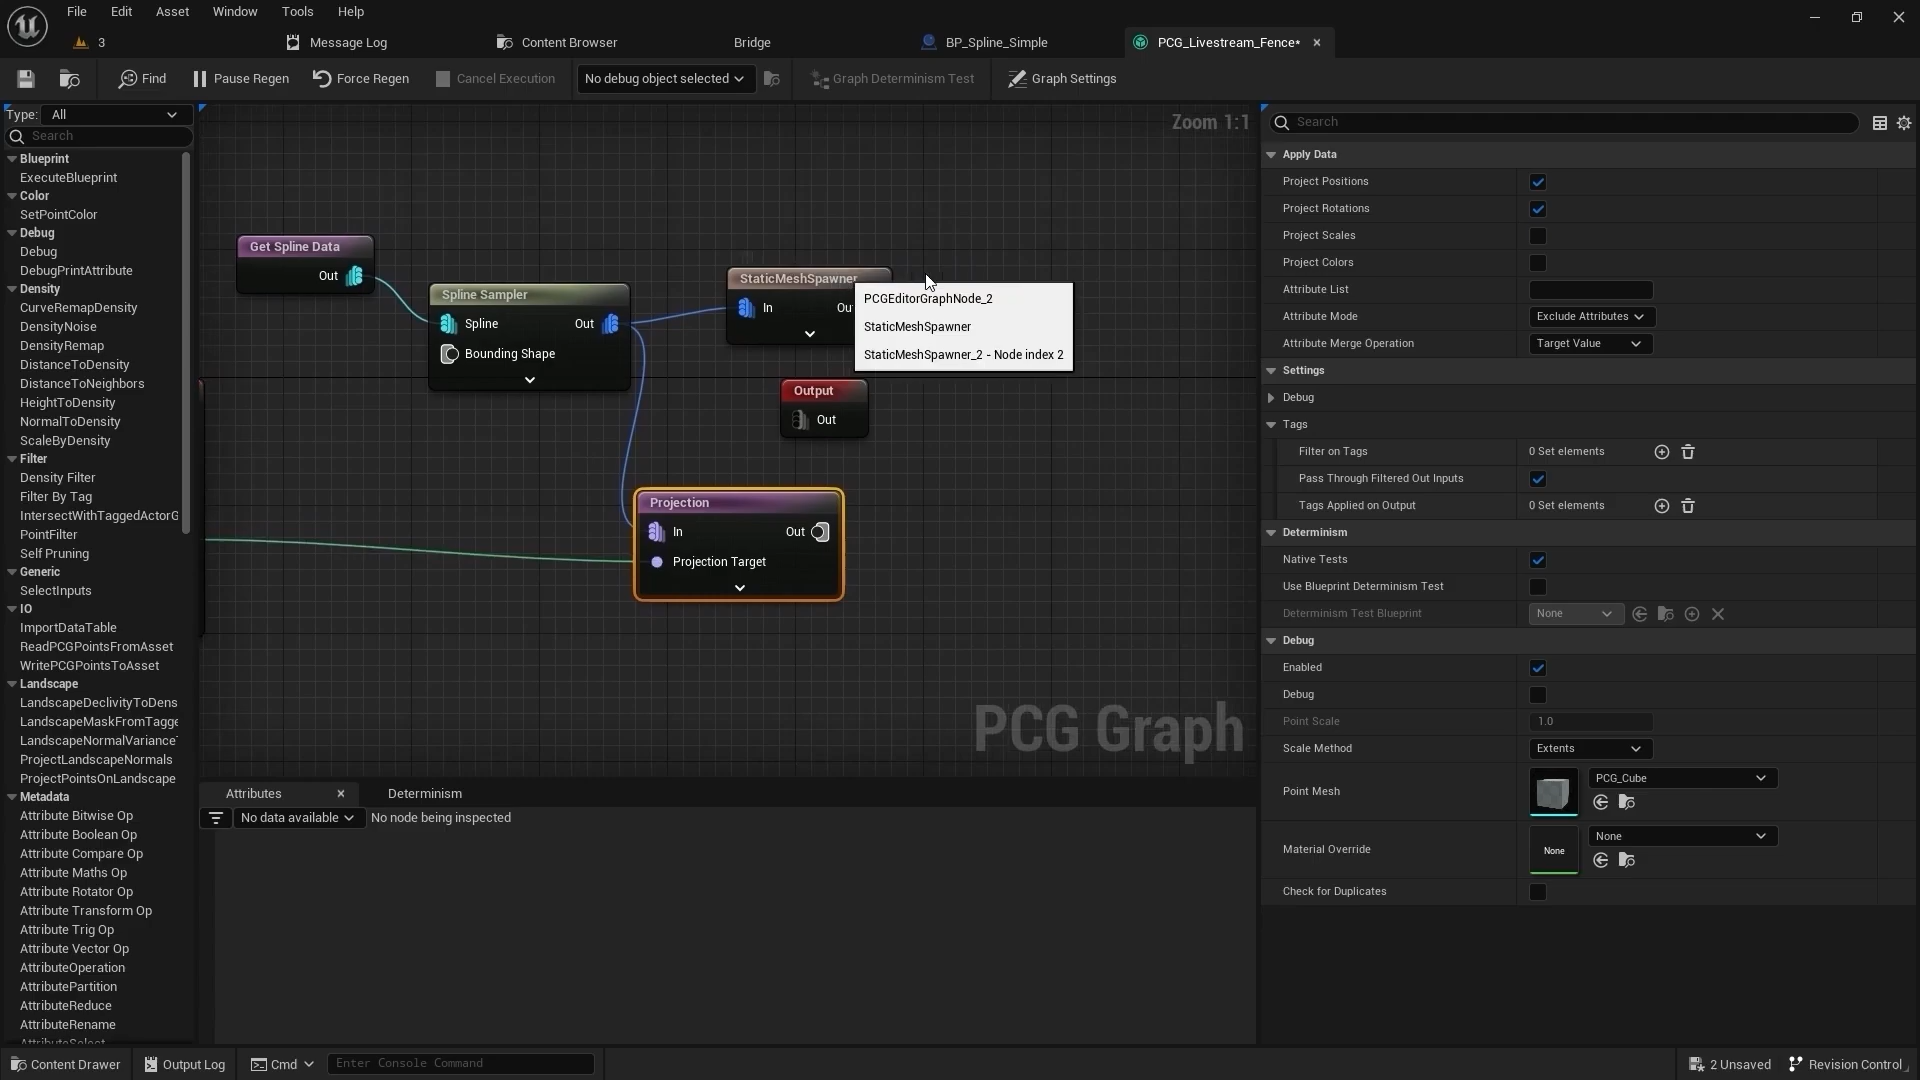 File Edit Asset Window Tools Help
3 Message Log Content Browser Bridge BP_Spline_Simple PCG_Livestream_Fence*
Find Pause Regen Force Regen Cancel Execution No debug object selected Graph Determinism Test Graph Settings
Type: All
Search
Blueprint
ExecuteBlueprint
Color
SetPointColor
Debug
Debug
DebugPrintAttribute
Density
CurveRemapDensity
DensityNoise
DensityRemap
DistanceToDensity
DistanceToNeighbors
HeightToDensity
NormalToDensity
ScaleByDensity
Filter
Density Filter
Filter By Tag
IntersectWithTaggedActorG
PointFilter
Self Pruning
Generic
SelectInputs
IO
ImportDataTable
ReadPCGPointsFromAsset
WritePCGPointsToAsset
Landscape
LandscapeDeclivityToDens
LandscapeMaskFromTagge
LandscapeNormalVariance
ProjectLandscapeNormals
ProjectPointsOnLandscape
Metadata
Attribute Bitwise Op
Attribute Boolean Op
Attribute Compare Op
Attribute Maths Op
Attribute Rotator Op
Attribute Transform Op
Attribute Trig Op
Attribute Vector Op
AttributeOperation
AttributePartition
AttributeReduce
AttributeRename
AttributeSelect
Zoom 1:1
Get Spline Data
Out
Spline Sampler
Spline Out
Bounding Shape
StaticMeshSpawner
In Ou
PCGEditorGraphNode_2
StaticMeshSpawner
StaticMeshSpawner_2 - Node index 2
Output
Out
Projection
In Out
Projection Target
PCG Graph
Attributes Determinism
No data available No node being inspected
Search
Apply Data
Project Positions
Project Rotations
Project Scales
Project Colors
Attribute List
Attribute Mode Exclude Attributes
Attribute Merge Operation Target Value
Settings
Debug
Tags
Filter on Tags 0 Set elements
Pass Through Filtered Out Inputs
Tags Applied on Output 0 Set elements
Determinism
Native Tests
Use Blueprint Determinism Test
Determinism Test Blueprint None
Debug
Enabled
Debug
Point Scale 1.0
Scale Method Extents
Point Mesh PCG_Cube
Material Override None None
Check for Duplicates
Content Drawer Output Log Cmd Enter Console Command 2 Unsaved Revision Control